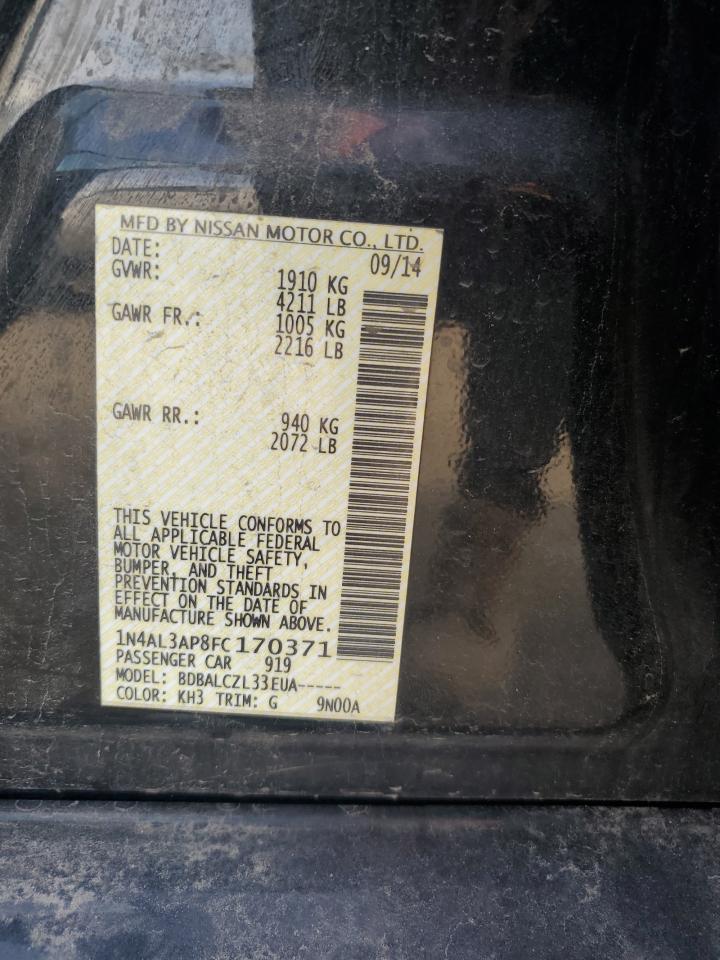 MFD BY NISSAN MOTOR CO., LTD.
DATE: 09/14
GVWR: 1910 KG
4211 LB
GAWR FR.: 1005 KG
2216 LB
GAWR RR.: 940 KG
2072 LB
THIS VEHICLE CONFORMS TO
ALL APPLICABLE FEDERAL
MOTOR VEHICLE SAFETY,
BUMPER, AND THEFT
PREVENTION STANDARDS IN
EFFECT ON THE DATE OF
MANUFACTURE SHOWN ABOVE.
1N4AL3AP8FC170371
PASSENGER CAR 919
MODEL: BDBALCZL33EUA-----
COLOR: KH3 TRIM: G 9N00A